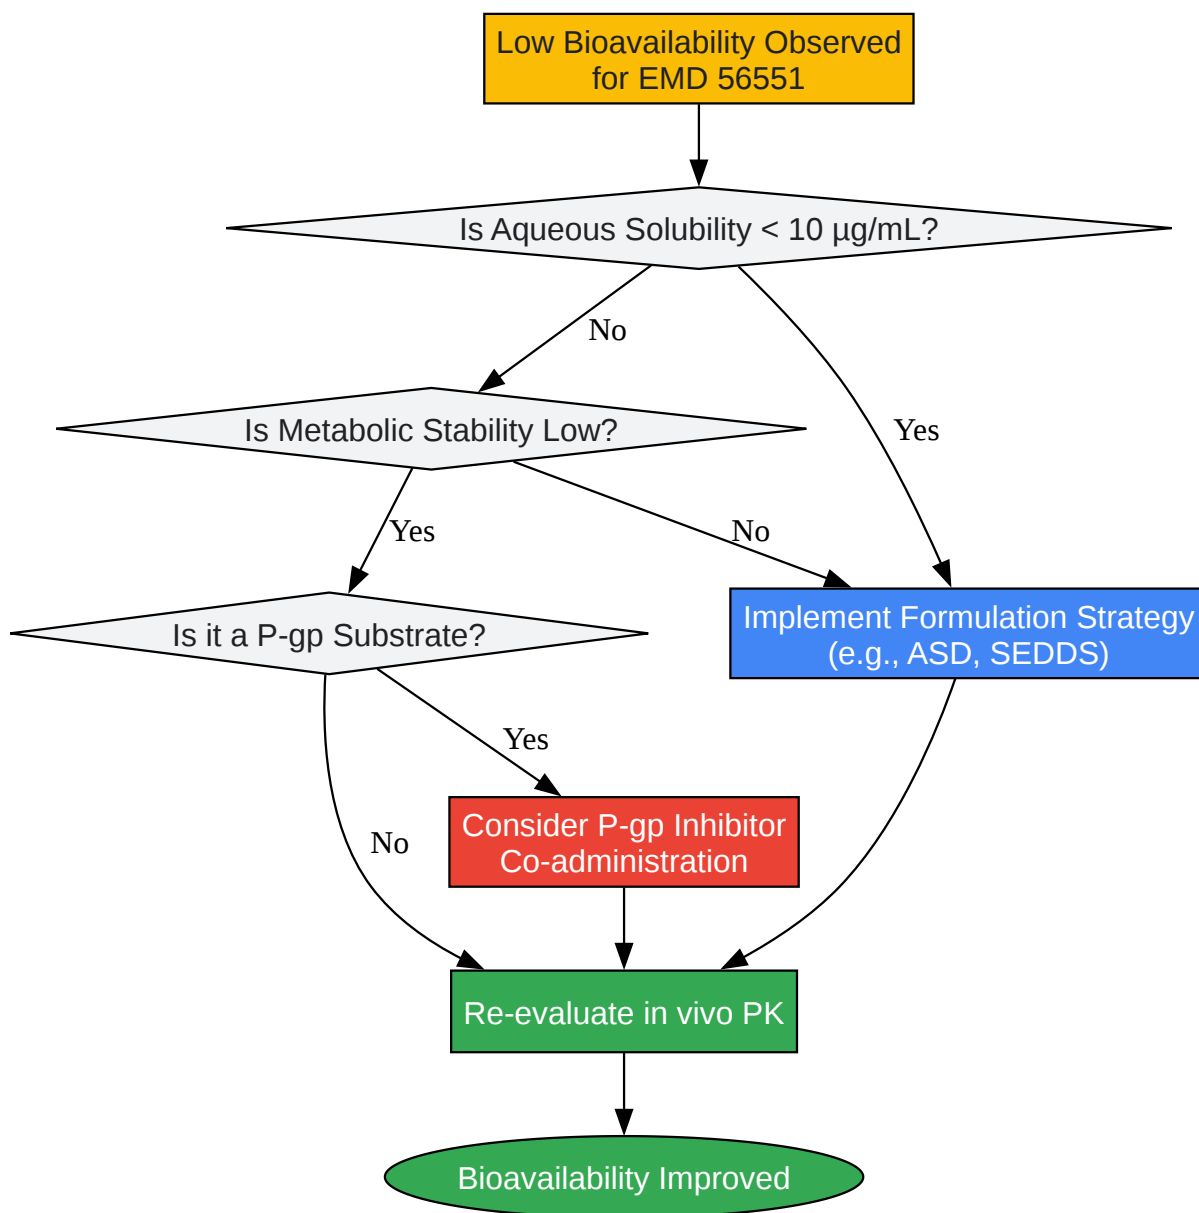 Low Bioavailability Observed
for EMD 56551
Is Aqueous Solubility < 10 µg/mL?
No
Yes
Is Metabolic Stability Low?
Yes
No
Is it a P-gp Substrate?
Implement Formulation Strategy
(e.g., ASD, SEDDS)
Yes
No
Consider P-gp Inhibitor
Co-administration
Re-evaluate in vivo PK
Bioavailability Improved